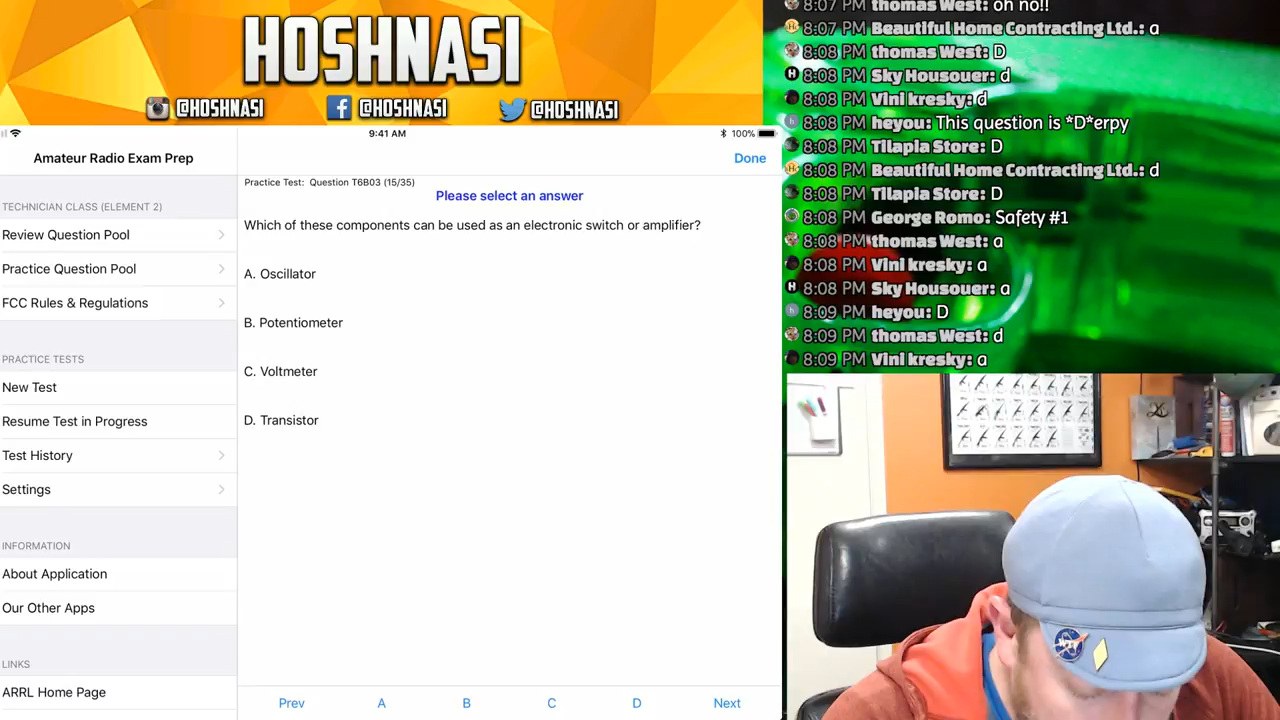 HOSHNASI
@HOSHNASI @HOSHNASI @HOSHNASI
9:41 AM
100%
Amateur Radio Exam Prep
Done
TECHNICIAN CLASS (ELEMENT 2)
Review Question Pool
Practice Question Pool
FCC Rules & Regulations
PRACTICE TESTS
New Test
Resume Test in Progress
Test History
Settings
INFORMATION
About Application
Our Other Apps
LINKS
ARRL Home Page
Practice Test: Question T6B03 (15/35)
Please select an answer
Which of these components can be used as an electronic switch or amplifier?
A. Oscillator
B. Potentiometer
C. Voltmeter
D. Transistor
Prev A B C D Next
8:07 PM thomas West: oh no!!
8:07 PM Beautiful Home Contracting Ltd.: a
8:08 PM thomas West: D
8:08 PM Sky Housouer: d
8:08 PM Vini kresky: d
8:08 PM heyou: This question is *D*erpy
8:08 PM Tilapia Store: D
8:08 PM Beautiful Home Contracting Ltd.: d
8:08 PM Tilapia Store: D
8:08 PM George Romo: Safety #1
8:08 PM thomas West: a
8:08 PM Vini kresky: a
8:08 PM Sky Housouer: a
8:09 PM heyou: D
8:09 PM thomas West: d
8:09 PM Vini kresky: a